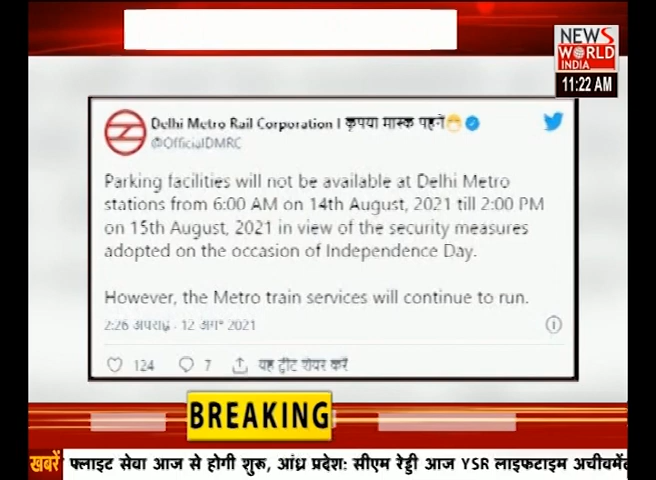 NEWS
WORLD
INDIA
11:22 AM
Delhi Metro Rail Corporation I कृपया मास्क पहनें
@OfficialDMRC
Parking facilities will not be available at Delhi Metro
stations from 6:00 AM on 14th August, 2021 till 2:00 PM
on 15th August, 2021 in view of the security measures
adopted on the occasion of Independence Day.
However, the Metro train services will continue to run.
2:26 अपराह्न · 12 अग॰ 2021
124 7 यह ट्वीट शेयर करें
BREAKING
खबरें फ्लाइट सेवा आज से होगी शुरू, आंध्र प्रदेश: सीएम रेड्डी आज YSR लाइफटाइम अचीवमेंट